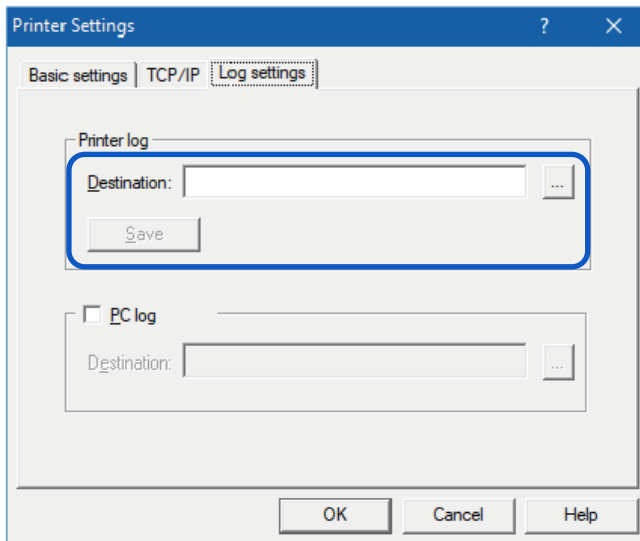 Printer Settings ? ×
Basic settings TCP/IP Log settings
Printer log
Destination: ...
Save
PC log
Destination: ...
OK Cancel Help